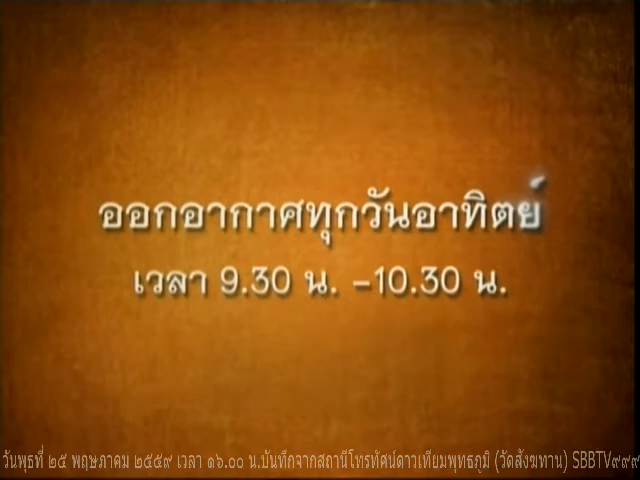 ออกอากาศทุกวันอาทิตย์
เวลา 9.30 น. -10.30 น.
วันพุธที่ ๒๕ พฤษภาคม ๒๕๕๙ เวลา ๑๖.๐๐ น.บันทึกจากสถานีโทรทัศน์ดาวเทียมพุทธภูมิ (วัดสังฆทาน) SBBTV๙๙๙